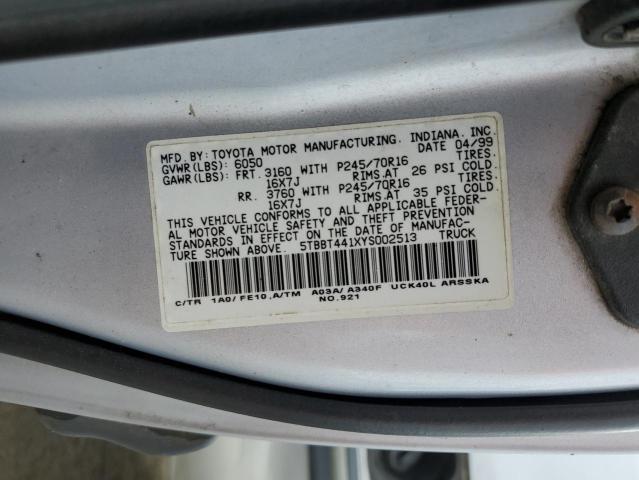 MFD. BY: TOYOTA MOTOR MANUFACTURING. INDIANA. INC.
GVWR(LBS): 6050 DATE 04/99
GAWR(LBS): FRT. 3160 WITH P245/70R16 TIRES.
16X7J RIMS.AT 26 PSI COLD
RR. 3760 WITH P245/70R16 TIRES.
16X7J RIMS.AT 35 PSI COLD.
THIS VEHICLE CONFORMS TO ALL APPLICABLE FEDER-
AL MOTOR VEHICLE SAFETY AND THEFT PREVENTION
STANDARDS IN EFFECT ON THE DATE OF MANUFAC-
TURE SHOWN ABOVE. 5TBBT441XYS002513 TRUCK
C/TR 1A0/ FE10,A/TM A03A/ A340F UCK40L ARSSKA
NO.921